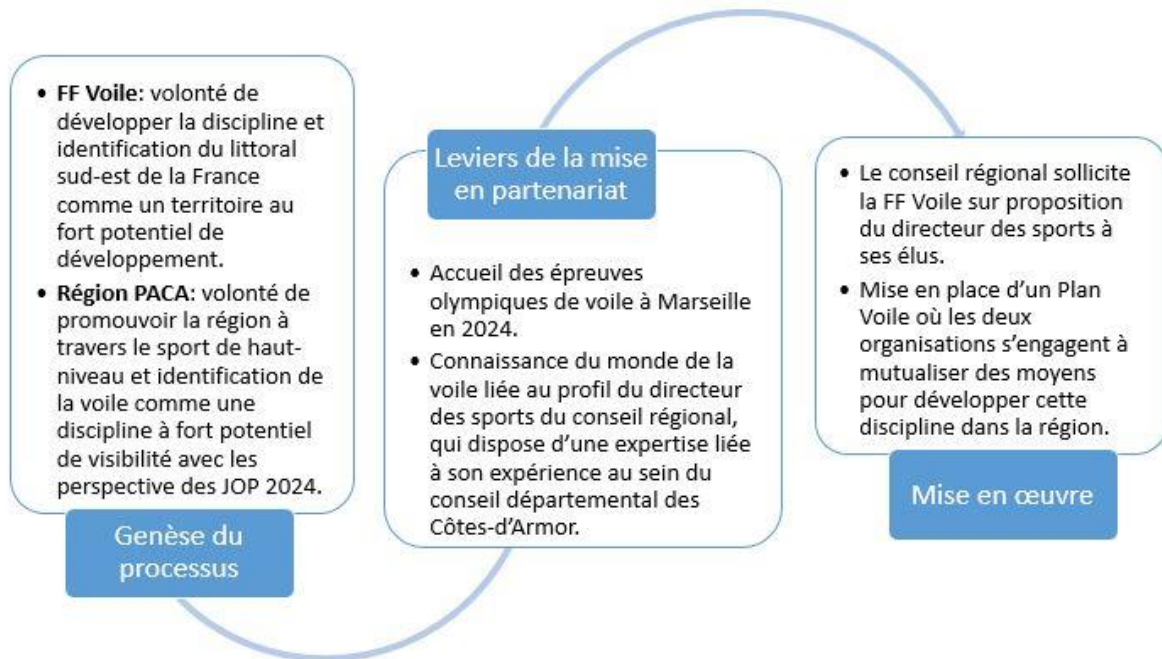 • FF Voile: volonté de
développer la discipline et
identification du littoral
sud-est de la France
comme un territoire au
fort potentiel de
développement.
• Région PACA: volonté de
promouvoir la région à
travers le sport de haut-
niveau et identification de
la voile comme une
discipline à fort potentiel
de visibilité avec les
perspective des JOP 2024.
Genèse du
processus
Leviers de la mise
en partenariat
• Accueil des épreuves
olympiques de voile à Marseille
en 2024.
• Connaissance du monde de la
voile liée au profil du directeur
des sports du conseil régional,
qui dispose d’une expertise liée
à son expérience au sein du
conseil départemental des
Côtes-d’Armor.
• Le conseil régional sollicite
la FF Voile sur proposition
du directeur des sports à
ses élus.
• Mise en place d’un Plan
Voile où les deux
organisations s’engagent à
mutualiser des moyens
pour développer cette
discipline dans la région.
Mise en œuvre